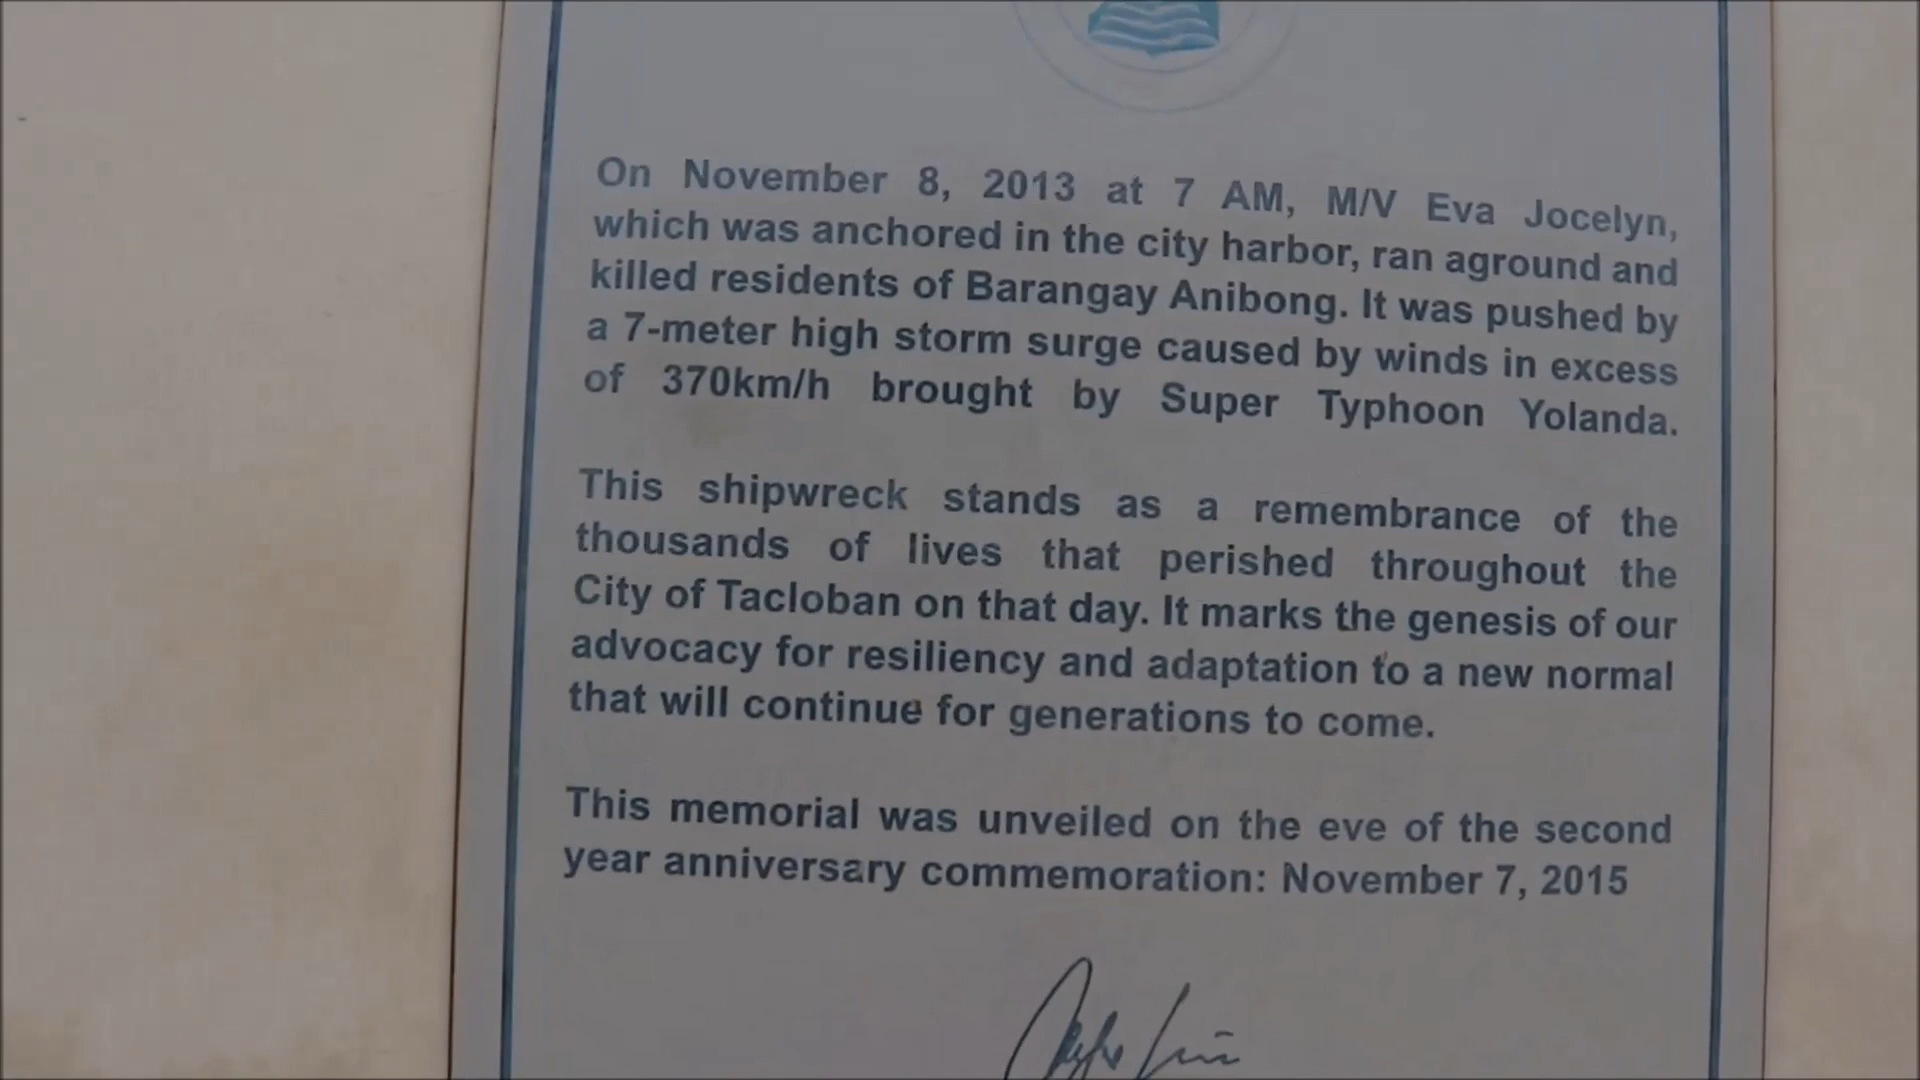 On November 8, 2013 at 7 AM, M/V Eva Jocelyn,
which was anchored in the city harbor, ran aground and
killed residents of Barangay Anibong. It was pushed by
a 7-meter high storm surge caused by winds in excess
of 370km/h brought by Super Typhoon Yolanda.
This shipwreck stands as a remembrance of the
thousands of lives that perished throughout the
City of Tacloban on that day. It marks the genesis of our
advocacy for resiliency and adaptation to a new normal
that will continue for generations to come.
This memorial was unveiled on the eve of the second
year anniversary commemoration: November 7, 2015